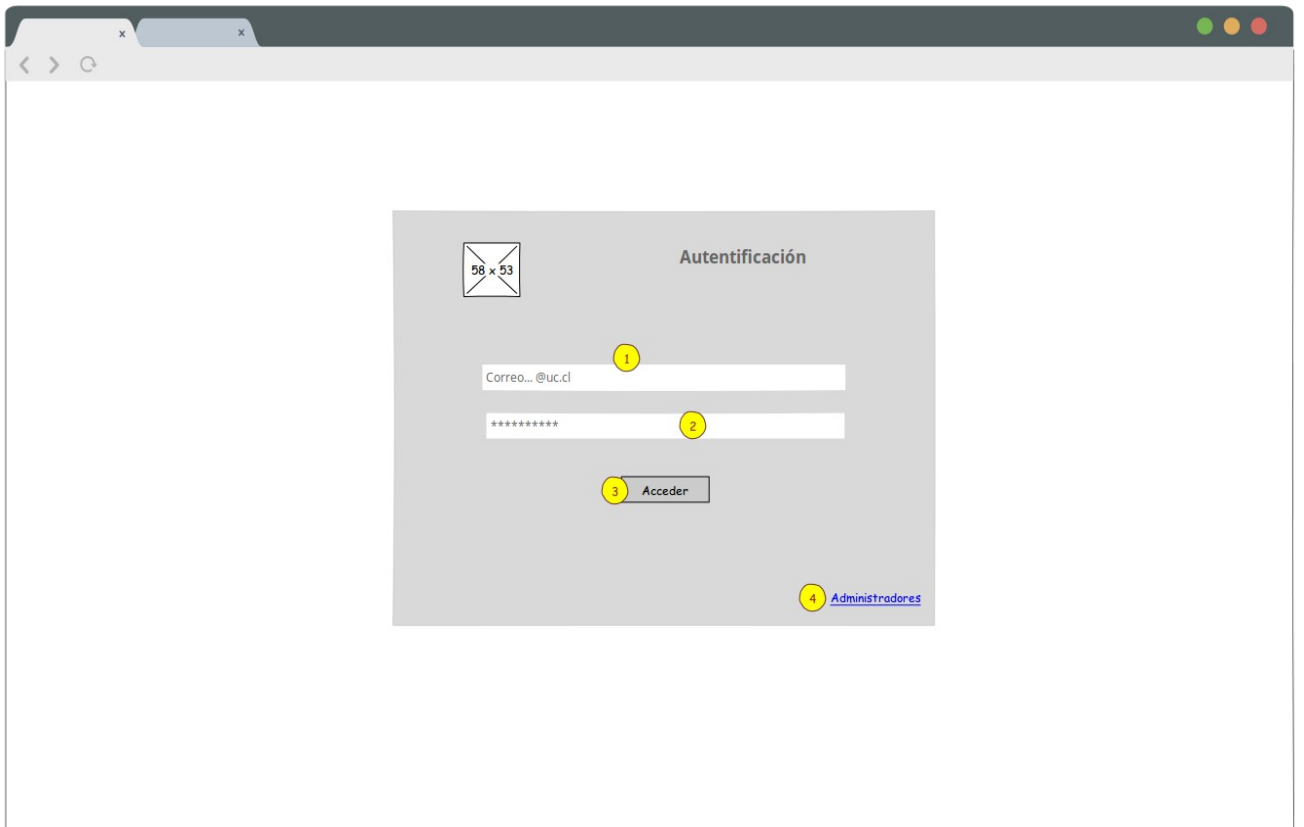 x x
58 x 53
Autentificación
1
Correo... @uc.cl
********** 2
3 Acceder
4 Administradores